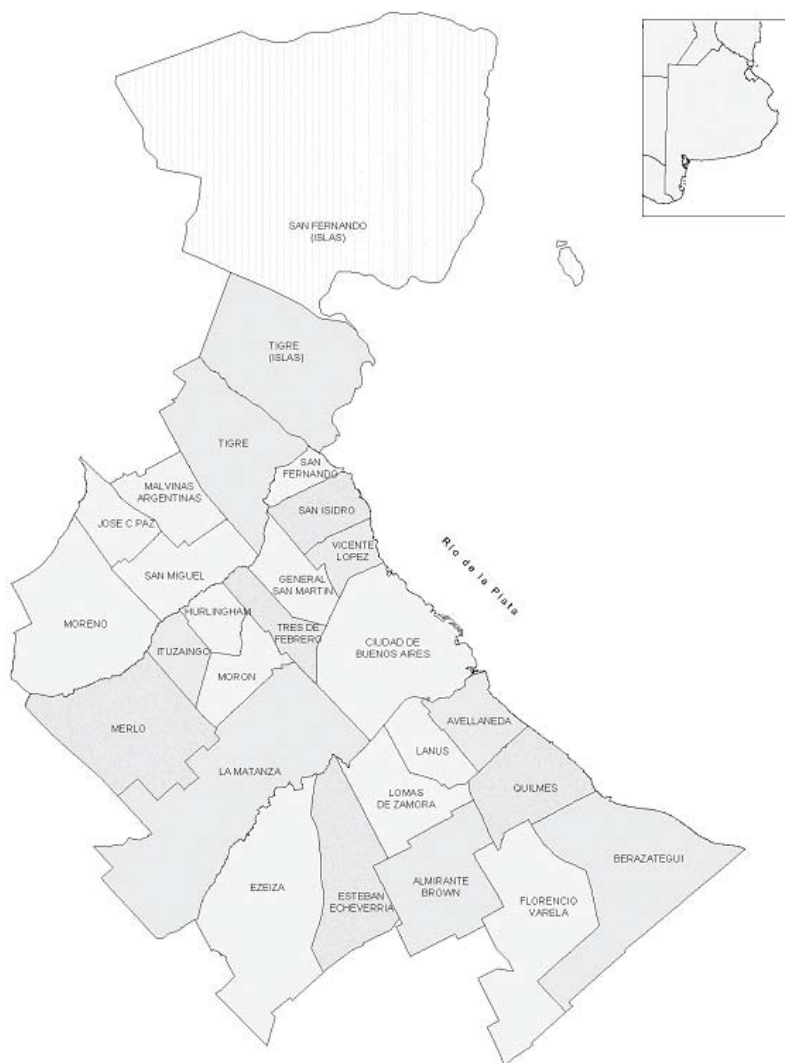 SAN FERNANDO
(ISLAS)
TIGRE
(ISLAS)
TIGRE
SAN
FERNANDO
MALVINAS
ARGENTINAS
SAN ISIDRO
JOSE C PAZ
VICENTE
LOPEZ
Río de la Plata
SAN MIGUEL
GENERAL
SAN MARTIN
HURLINGHAM
MORENO
TRES DE
FEBRERO
CIUDAD DE
BUENOS AIRES
ITUZAINGO
MORON
MERLO
AVELLANEDA
LANUS
LA MATANZA
LOMAS
DE ZAMORA
QUILMES
BERAZATEGUI
EZEIZA
ESTEBAN
ECHEVERRIA
ALMIRANTE
BROWN
FLORENCIO
VARELA